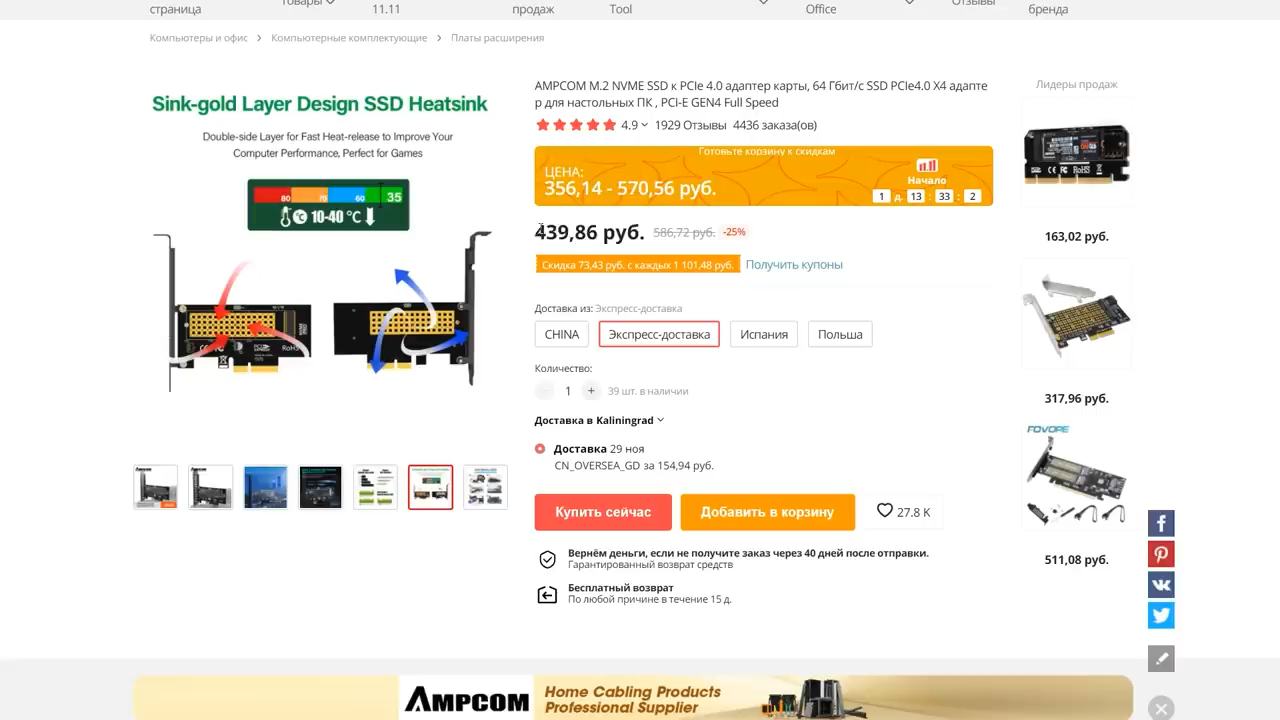 страница
товары
11.11
продаж
Tool
Office
Отзывы
бренда
Компьютеры и офис > Компьютерные комплектующие > Платы расширения
Sink-gold Layer Design SSD Heatsink
Double-side Layer for Fast Heat-release to Improve Your
Computer Performance, Perfect for Games
80 70 60 35
10-40 °C
RoHS
AMPCOM M.2 NVME SSD к PCIe 4.0 адаптер карты, 64 Гбит/с SSD PCIe4.0 X4 адапте
р для настольных ПК , PCI-E GEN4 Full Speed
4.9 1929 Отзывы 4436 заказа(ов)
Готовьте корзину к скидкам
ЦЕНА:
356,14 - 570,56 руб.
Начало
1 д. 13 : 33 : 2
439,86 руб. 586,72 руб. -25%
Скидка 73,43 руб. с каждых 1 101,48 руб. Получить купоны
Доставка из: Экспресс-доставка
CHINA Экспресс-доставка Испания Польша
Количество:
1 + 39 шт. в наличии
Доставка в Kaliningrad
Доставка 29 ноя
CN_OVERSEA_GD за 154,94 руб.
Купить сейчас Добавить в корзину 27.8 K
Вернём деньги, если не получите заказ через 40 дней после отправки.
Гарантированный возврат средств
Бесплатный возврат
По любой причине в течение 15 д.
Лидеры продаж
163,02 руб.
317,96 руб.
FOVORE
511,08 руб.
AMPCOM
Home Cabling Products
Professional Supplier